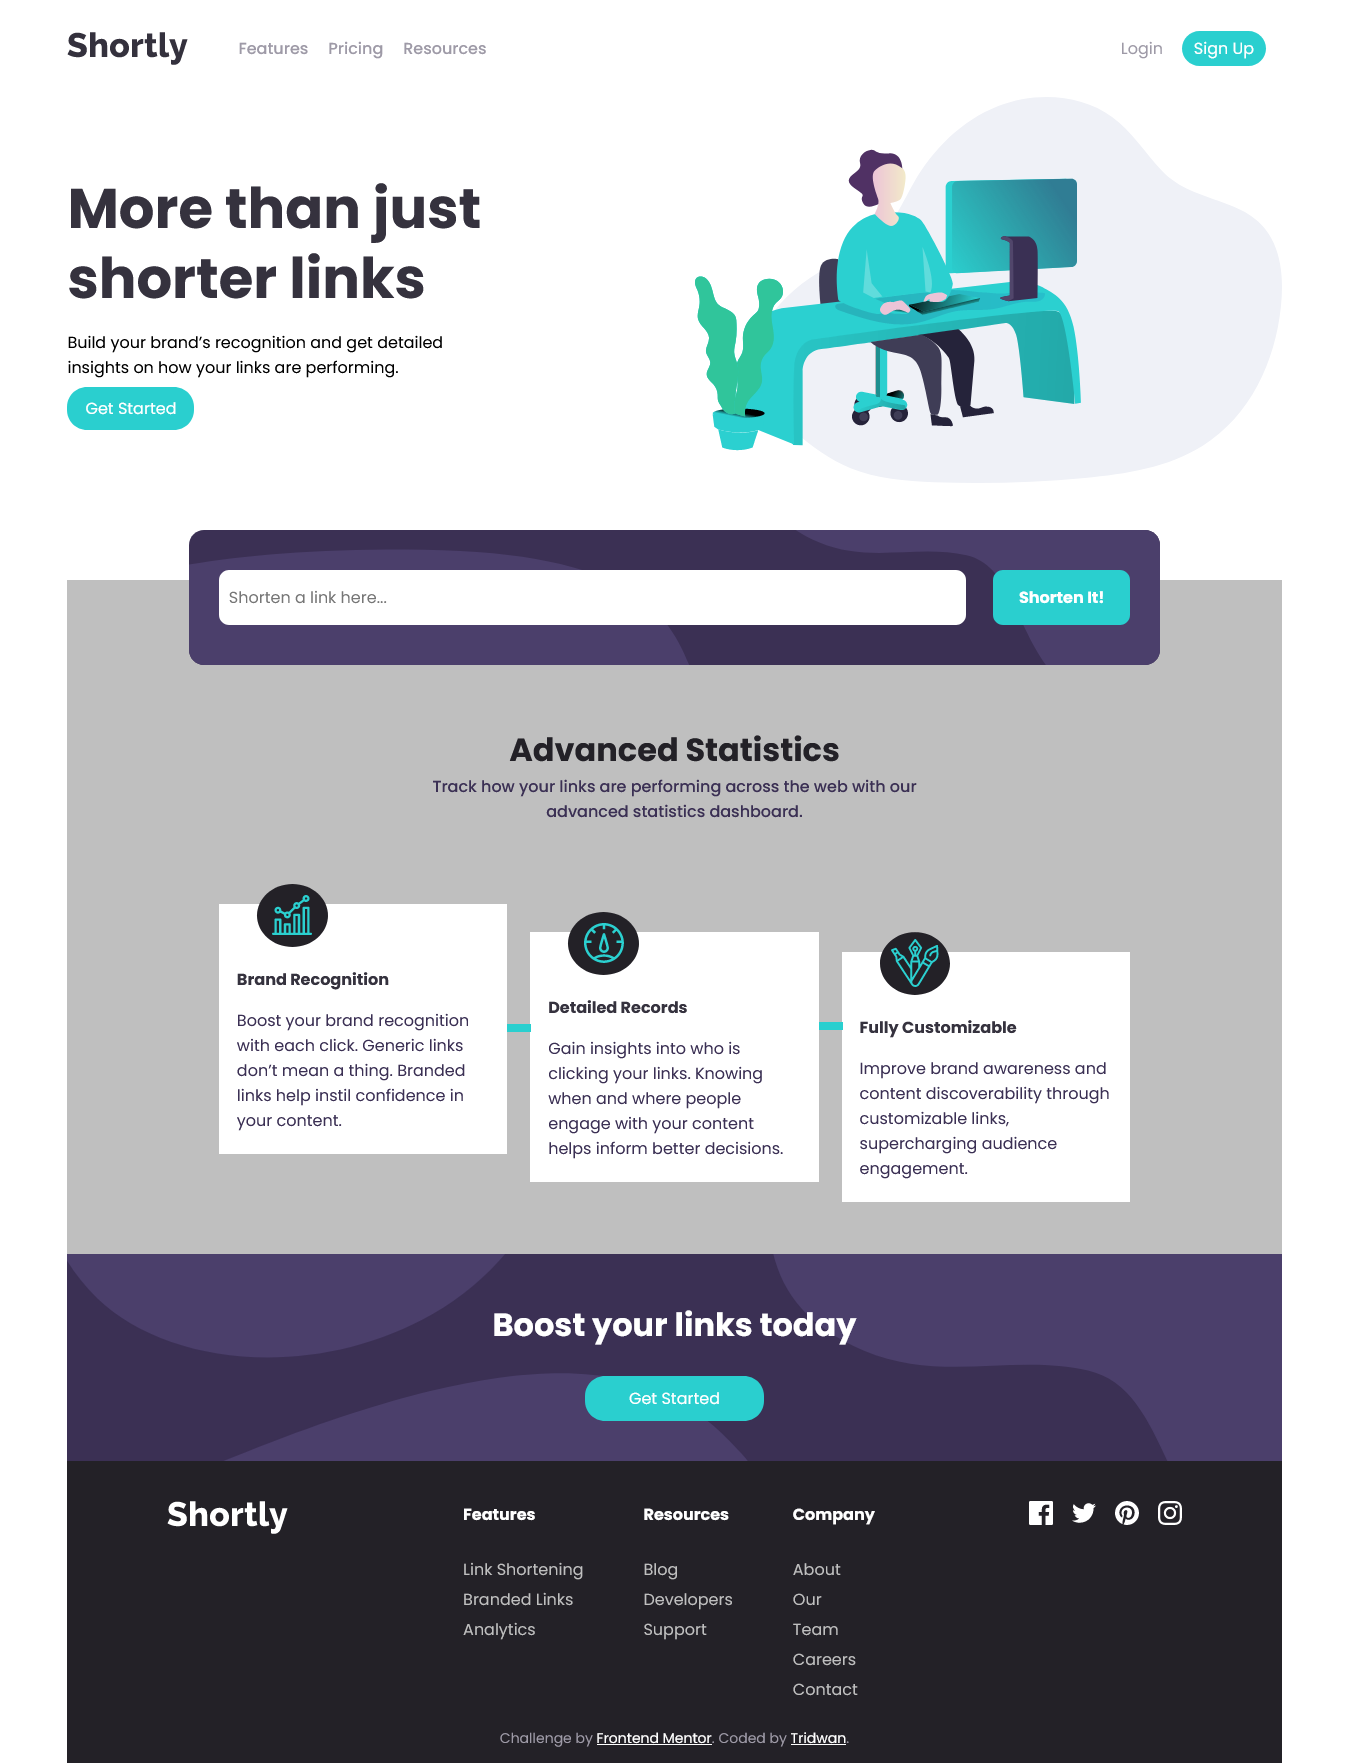 Shortly
Features Pricing Resources
Login Sign Up
More than just
shorter links
Build your brand’s recognition and get detailed
insights on how your links are performing.
Get Started
Shorten a link here...
Shorten It!
Advanced Statistics
Track how your links are performing across the web with our
advanced statistics dashboard.
Brand Recognition
Boost your brand recognition
with each click. Generic links
don’t mean a thing. Branded
links help instil confidence in
your content.
Detailed Records
Gain insights into who is
clicking your links. Knowing
when and where people
engage with your content
helps inform better decisions.
Fully Customizable
Improve brand awareness and
content discoverability through
customizable links,
supercharging audience
engagement.
Boost your links today
Get Started
Shortly
Features
Link Shortening
Branded Links
Analytics
Resources
Blog
Developers
Support
Company
About
Our
Team
Careers
Contact
Challenge by Frontend Mentor. Coded by Tridwan.